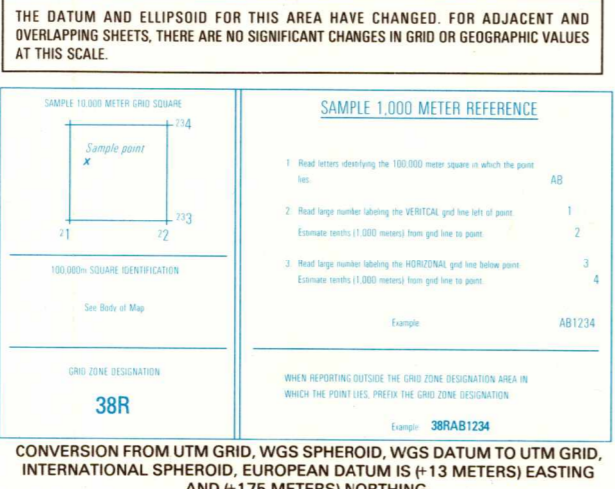 THE DATUM AND ELLIPSOID FOR THIS AREA HAVE CHANGED. FOR ADJACENT AND
OVERLAPPING SHEETS, THERE ARE NO SIGNIFICANT CHANGES IN GRID OR GEOGRAPHIC VALUES
AT THIS SCALE.
SAMPLE 10,000 METER GRID SQUARE
234
Sample point
x
233
21
22
100,000m SQUARE IDENTIFICATION
See Body of Map
GRID ZONE DESIGNATION
38R
SAMPLE 1,000 METER REFERENCE
1. Read letters identifying the 100,000 meter square in which the point
lies. AB
2. Read large number labeling the VERITCAL grid line left of point. 1
Estimate tenths (1,000 meters) from grid line to point. 2
3. Read large number labeling the HORIZONAL grid line below point. 3
Estimate tenths (1,000 meters) from grid line to point. 4
Example AB1234
WHEN REPORTING OUTSIDE THE GRID ZONE DESIGNATION AREA IN
WHICH THE POINT LIES, PREFIX THE GRID ZONE DESIGNATION
Example 38RAB1234
CONVERSION FROM UTM GRID, WGS SPHEROID, WGS DATUM TO UTM GRID,
INTERNATIONAL SPHEROID, EUROPEAN DATUM IS (+13 METERS) EASTING
AND (+175 METERS) NORTHING